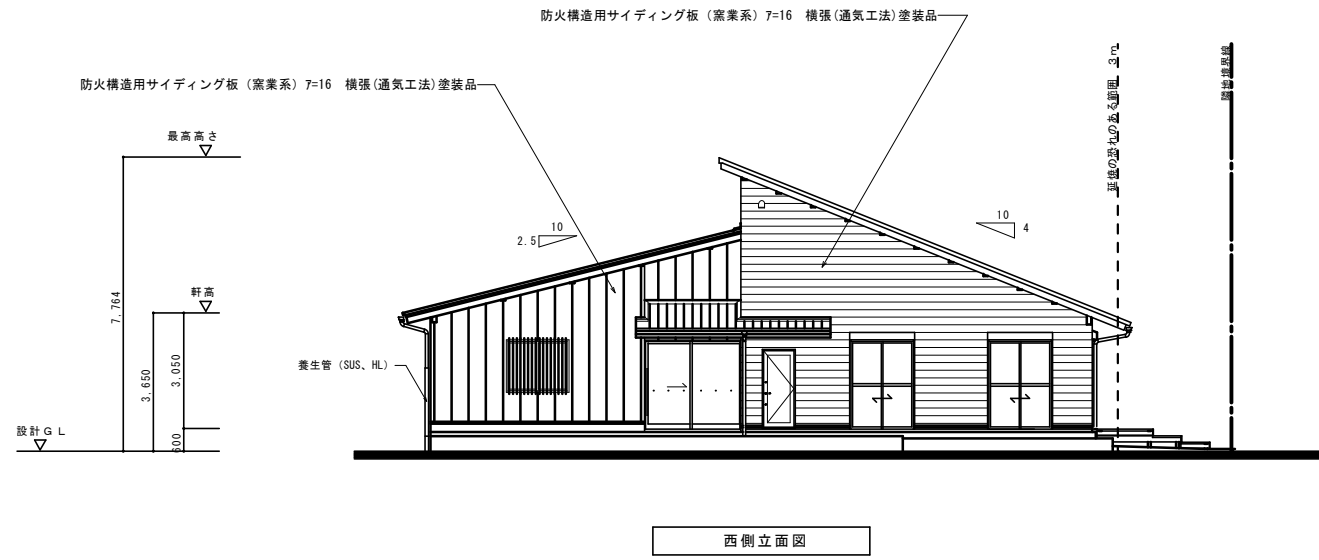 防火構造用サイディング板（窯業系）ｱ=16　横張(通気工法)塗装品
防火構造用サイディング板（窯業系）ｱ=16　横張(通気工法)塗装品
延焼の恐れのある範囲　3ｍ
隣地境界線
最高高さ
10
2.5
10
4
軒高
7,764
3,650
3,050
600
養生管（SUS、HL）
設計ＧＬ
西側立面図